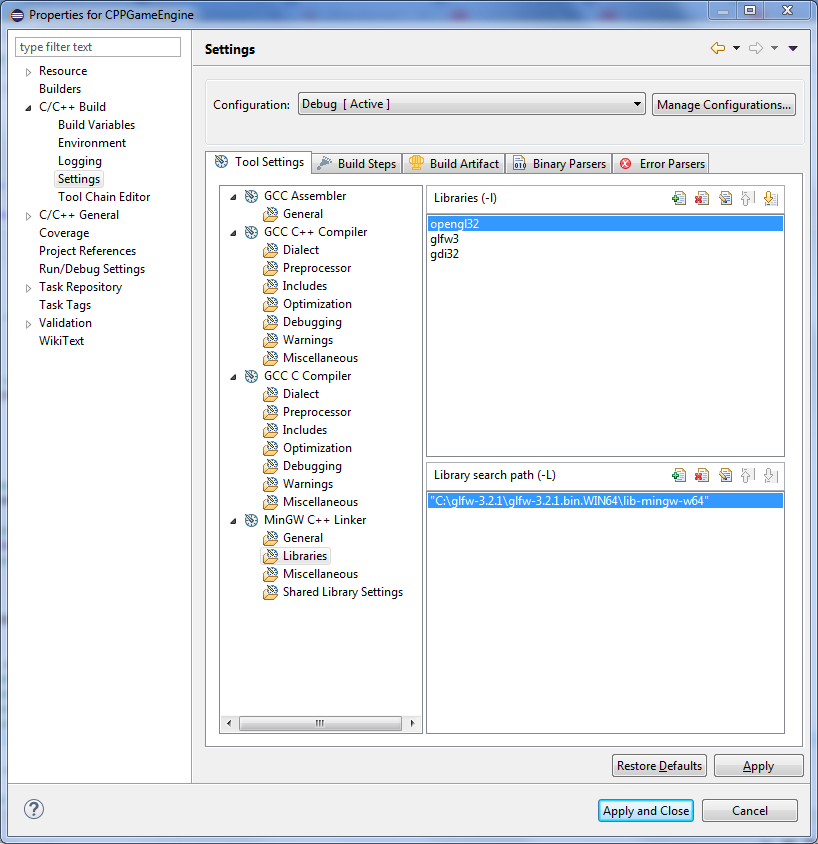 Properties for CPPGameEngine
type filter text
Resource
Builders
C/C++ Build
Build Variables
Environment
Logging
Settings
Tool Chain Editor
C/C++ General
Coverage
Project References
Run/Debug Settings
Task Repository
Task Tags
Validation
WikiText
Settings
Configuration: Debug [ Active ] Manage Configurations...
Tool Settings Build Steps Build Artifact Binary Parsers Error Parsers
GCC Assembler
General
GCC C++ Compiler
Dialect
Preprocessor
Includes
Optimization
Debugging
Warnings
Miscellaneous
GCC C Compiler
Dialect
Preprocessor
Includes
Optimization
Debugging
Warnings
Miscellaneous
MinGW C++ Linker
General
Libraries
Miscellaneous
Shared Library Settings
Libraries (-l)
opengl32
glfw3
gdi32
Library search path (-L)
"C:\glfw-3.2.1\glfw-3.2.1.bin.WIN64\lib-mingw-w64"
Restore Defaults Apply
? Apply and Close Cancel